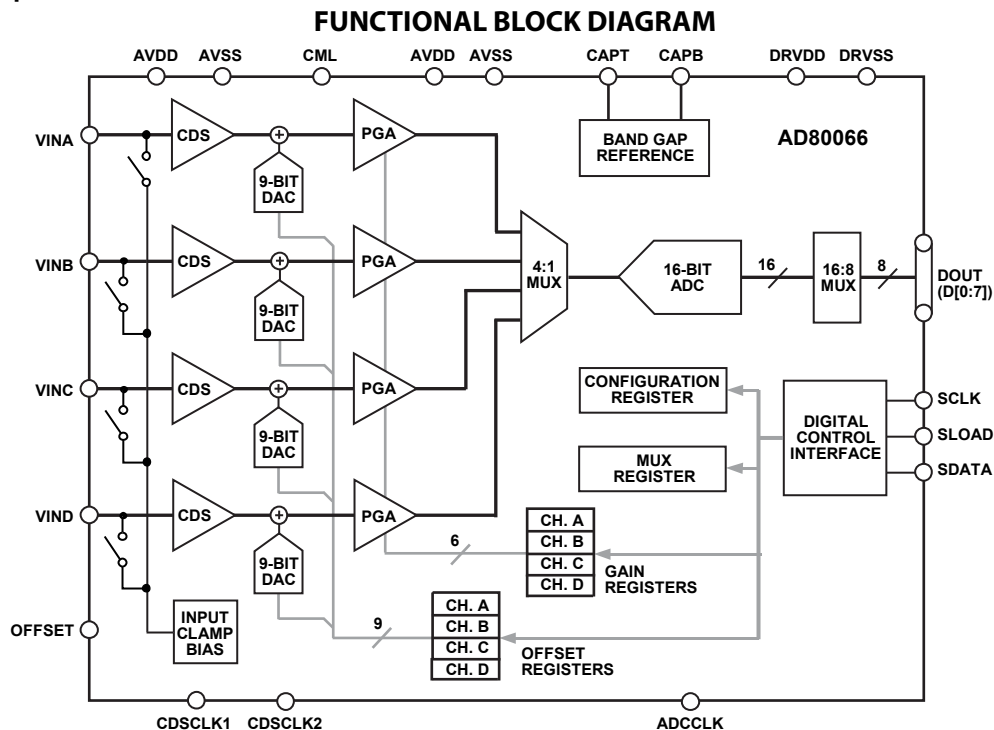 FUNCTIONAL BLOCK DIAGRAM
AVDD AVSS CML AVDD AVSS CAPT CAPB DRVDD DRVSS
AD80066
BAND GAP
REFERENCE
VINA
CDS
+
PGA
9-BIT
DAC
VINB
CDS
+
PGA
9-BIT
DAC
4:1
MUX
16-BIT
ADC
16
16:8
MUX
8
DOUT
(D[0:7])
VINC
CDS
+
PGA
9-BIT
DAC
CONFIGURATION
REGISTER
MUX
REGISTER
DIGITAL
CONTROL
INTERFACE
SCLK
SLOAD
SDATA
VIND
CDS
+
PGA
9-BIT
DAC
6
CH. A
CH. B
CH. C
CH. D
GAIN
REGISTERS
9
CH. A
CH. B
CH. C
CH. D
OFFSET
REGISTERS
OFFSET
INPUT
CLAMP
BIAS
CDSCLK1 CDSCLK2 ADCCLK